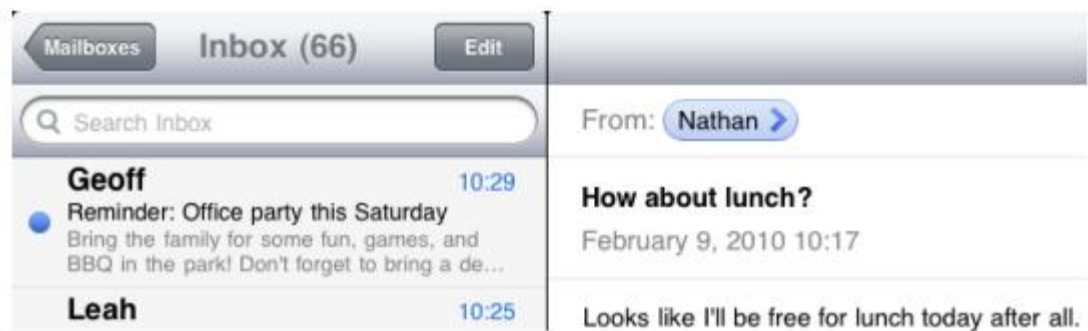 Mailboxes Inbox (66) Edit
Search Inbox
Geoff 10:29
Reminder: Office party this Saturday
Bring the family for some fun, games, and
BBQ in the park! Don't forget to bring a de...
Leah 10:25
From: Nathan
How about lunch?
February 9, 2010 10:17
Looks like I'll be free for lunch today after all.